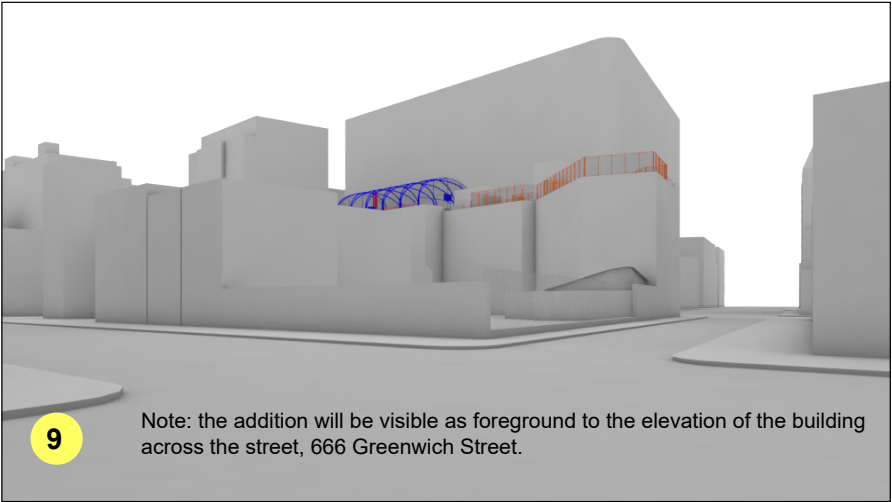 9
Note: the addition will be visible as foreground to the elevation of the building
across the street, 666 Greenwich Street.